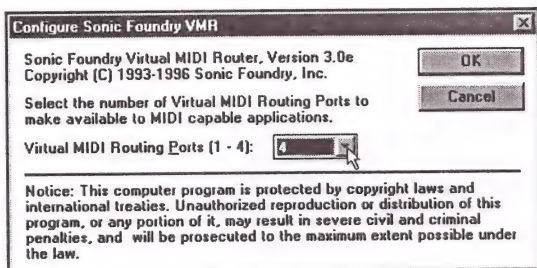 Configure Sonic Foundry VMR
Sonic Foundry Virtual MIDI Router, Version 3.0e
Copyright (C) 1993-1996 Sonic Foundry, Inc.
OK
Select the number of Virtual MIDI Routing Ports to
make available to MIDI capable applications.
Cancel
Virtual MIDI Routing Ports (1 - 4): 4
Notice: This computer program is protected by copyright laws and
international treaties. Unauthorized reproduction or distribution of this
program, or any portion of it, may result in severe civil and criminal
penalties, and will be prosecuted to the maximum extent possible under
the law.